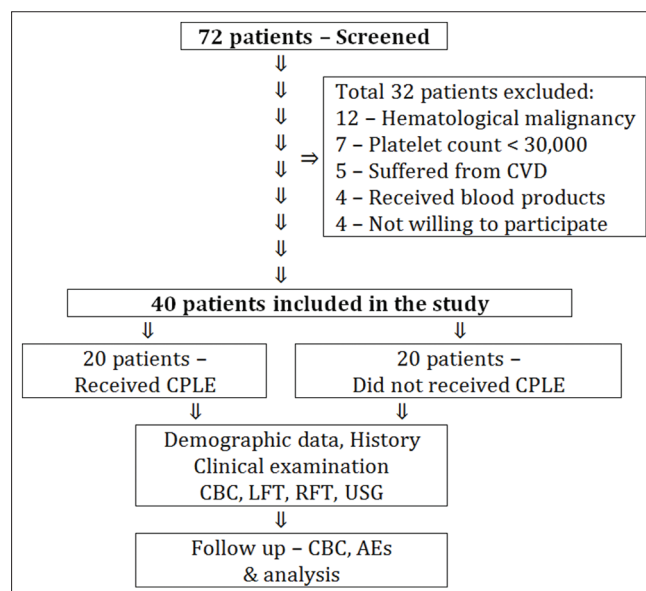 72 patients – Screened
Total 32 patients excluded:
12 – Hematological malignancy
7 – Platelet count < 30,000
5 – Suffered from CVD
4 – Received blood products
4 – Not willing to participate
40 patients included in the study
20 patients –
Received CPLE
20 patients –
Did not received CPLE
Demographic data, History
Clinical examination
CBC, LFT, RFT, USG
Follow up – CBC, AEs
& analysis